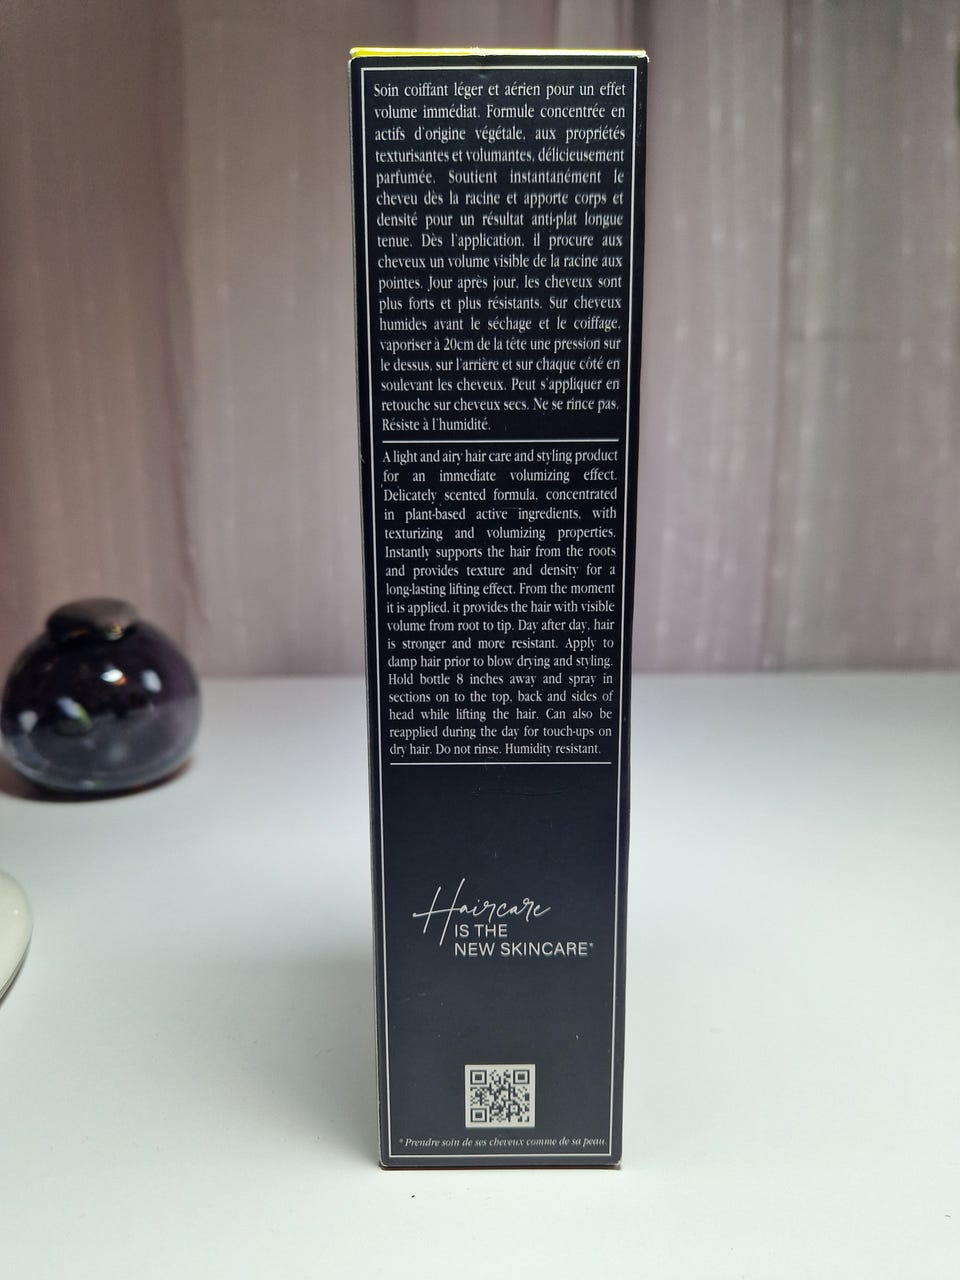 Soin coiffant léger et aérien pour un effet
volume immédiat. Formule concentrée en
actifs d'origine végétale, aux propriétés
texturisantes et volumantes, délicieusement
parfumée. Soutient instantanément le
cheveu dès la racine et apporte corps et
densité pour un résultat anti-plat longue
tenue. Dès l'application, il procure aux
cheveux un volume visible de la racine aux
pointes. Jour après jour, les cheveux sont
plus forts et plus résistants. Sur cheveux
humides avant le séchage et le coiffage,
vaporiser à 20cm de la tête une pression sur
le dessus, sur l'arrière et sur chaque côté en
soulevant les cheveux. Peut s'appliquer en
retouche sur cheveux secs. Ne se rince pas.
Résiste à l'humidité.
A light and airy hair care and styling product
for an immediate volumizing effect.
Delicately scented formula, concentrated
in plant-based active ingredients, with
texturizing and volumizing properties.
Instantly supports the hair from the roots
and provides texture and density for a
long-lasting lifting effect. From the moment
it is applied, it provides the hair with visible
volume from root to tip. Day after day, hair
is stronger and more resistant. Apply to
damp hair prior to blow drying and styling.
Hold bottle 8 inches away and spray in
sections on to the top, back and sides of
head while lifting the hair. Can also be
reapplied during the day for touch-ups on
dry hair. Do not rinse. Humidity resistant.
Haircare
IS THE
NEW SKINCARE*
* Prendre soin de ses cheveux comme de sa peau.